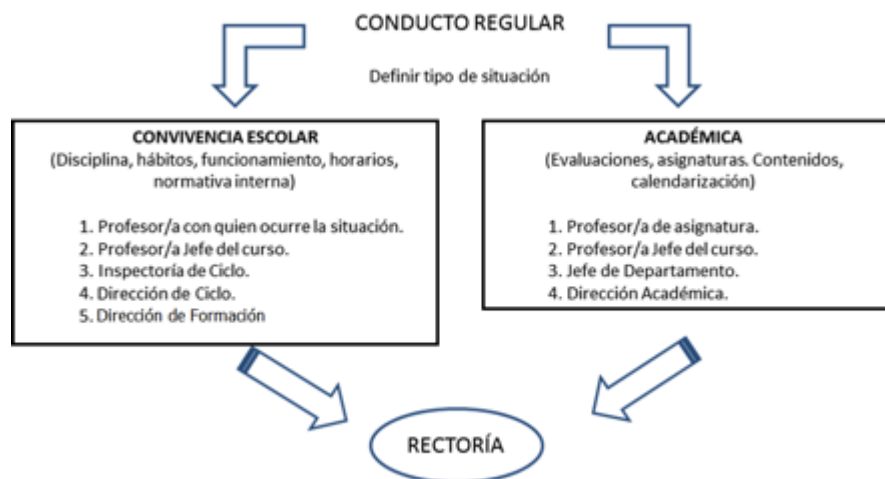 CONDUCTO REGULAR
Definir tipo de situación
CONVIVENCIA ESCOLAR
(Disciplina, hábitos, funcionamiento, horarios,
normativa interna)
1. Profesor/a con quien ocurre la situación.
2. Profesor/a Jefe del curso.
3. Inspectoría de Ciclo.
4. Dirección de Ciclo.
5. Dirección de Formación
ACADÉMICA
(Evaluaciones, asignaturas. Contenidos,
calendarización)
1. Profesor/a de asignatura.
2. Profesor/a Jefe del curso.
3. Jefe de Departamento.
4. Dirección Académica.
RECTORÍA